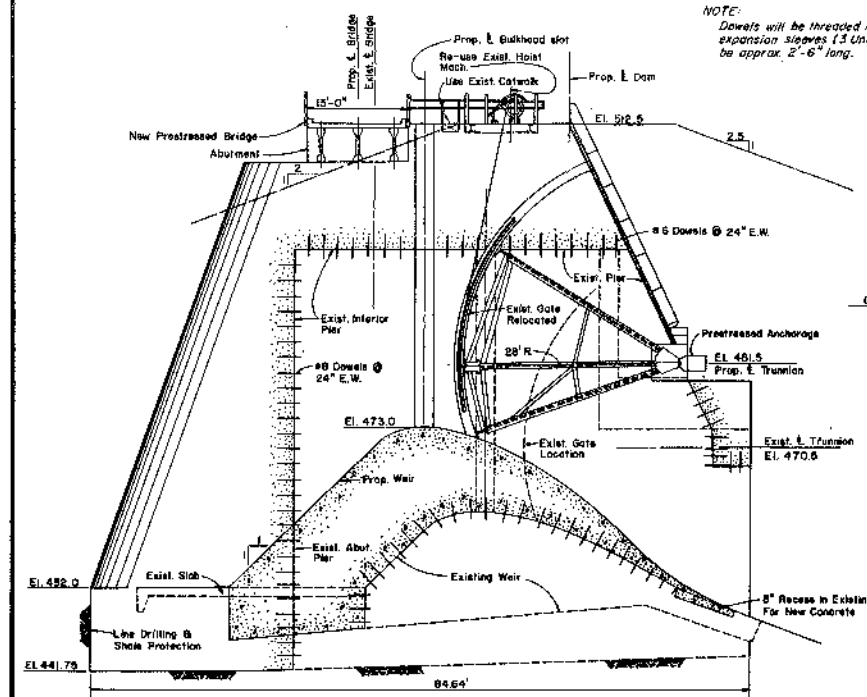 NOTE:
Dowels will be threaded
expansion sleeves (3 Un
be approx. 2'-6" long.
Prop. ℄ Bridge
Exist. ℄ Bridge
Prop. ℄ Bulkhead slot
Re-use Exist. Hoist
Mach.
Use Exist. Catwalk
Prop. ℄ Dam
15'-0"
El. 512.5
New Prestressed Bridge
Abutment
2
2.5
#6 Dowels @ 24" E.W.
Exist. Pier
Exist. Interior
Pier
Exist. Gate
Relocated
#8 Dowels @
24" E.W.
28' R.
Prestressed Anchorage
El. 481.5
Prop. ℄ Trunnion
El. 473.0
Exist. Gate
Location
Exist. ℄ Trunnion
El. 470.5
Prop. Weir
1
Exist. Abut.
Pier
Exist. Slab
Existing Weir
El. 452.0
8" Recess in Existin
For New Concrete
Line Drilling &
Shale Protection
El. 441.75
84.64'